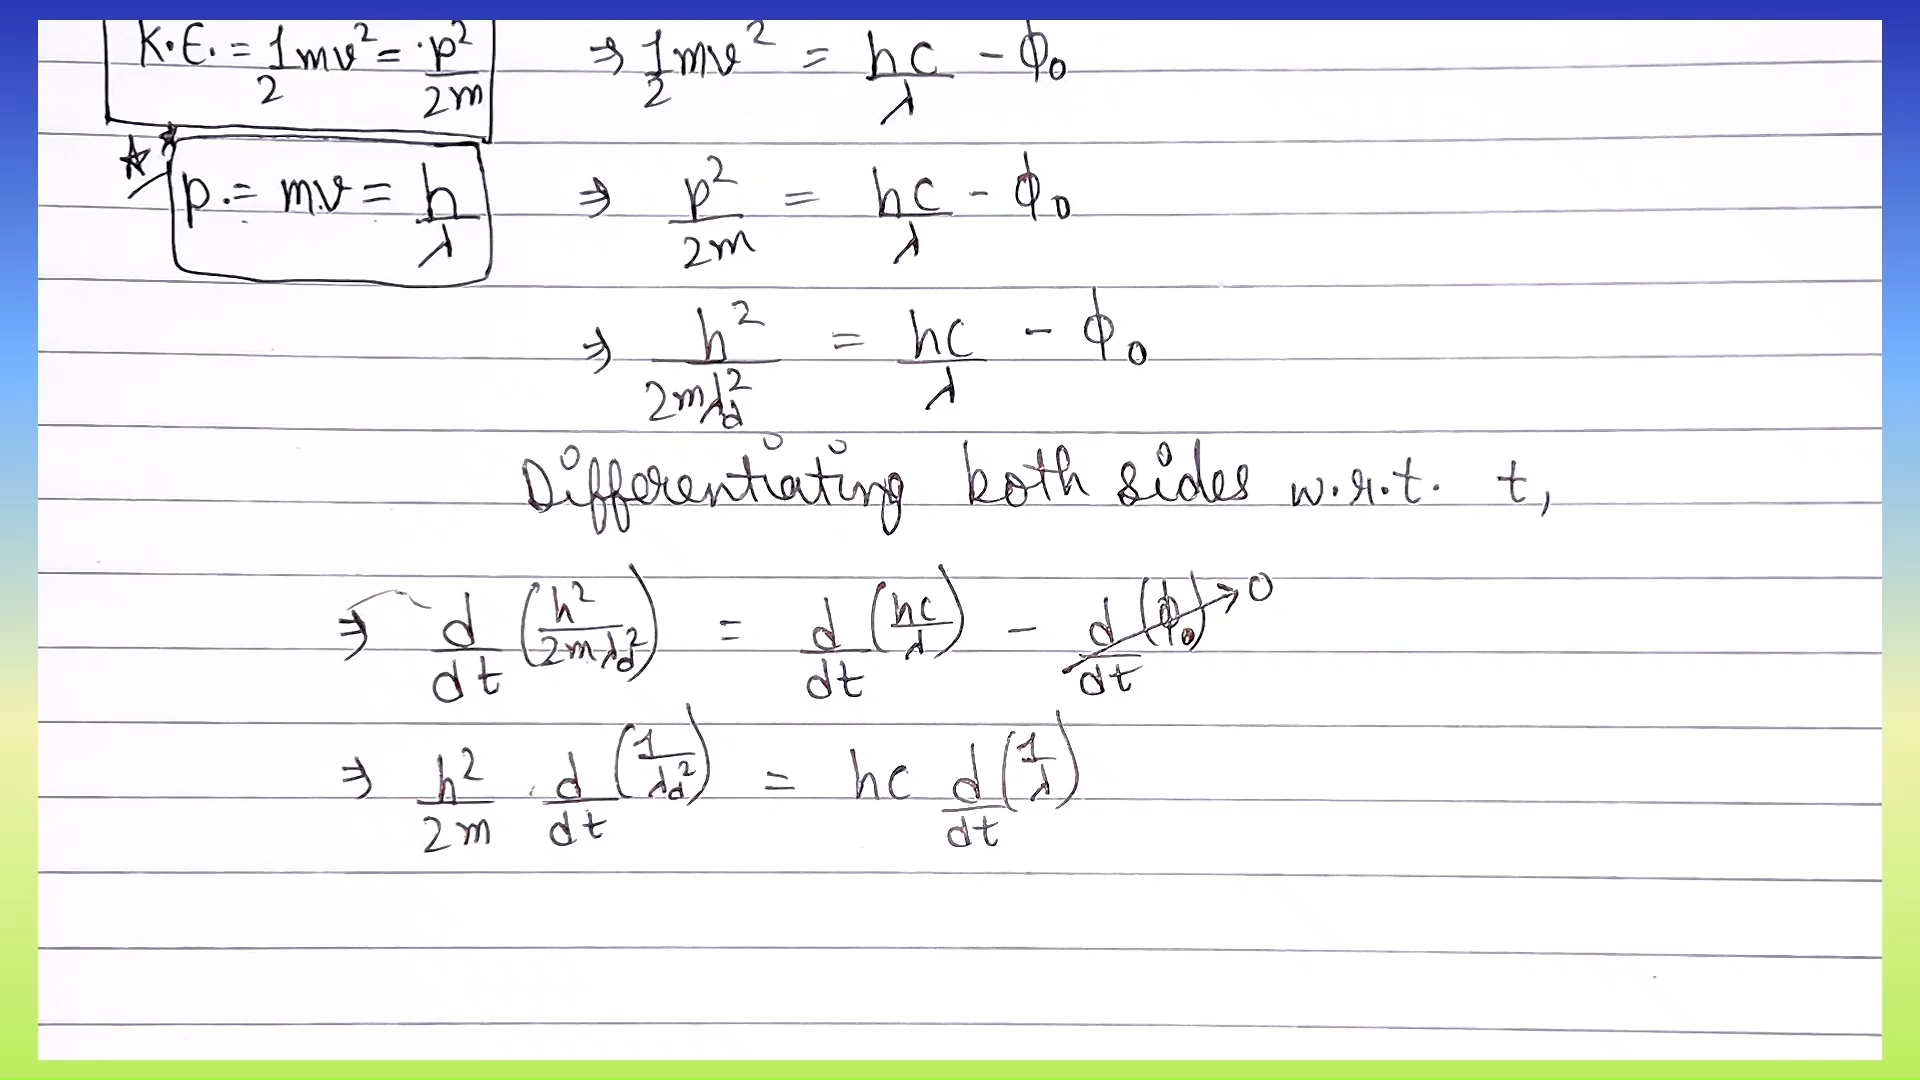 K.E. = 1/2 mv² = p²/2m ⇒ 1/2 mv² = hc/λ - ϕ₀
p. = mv = h/λ ⇒ p²/2m = hc/λ - ϕ₀
⇒ h²/2mλd² = hc/λ - ϕ₀
Differentiating both sides w.r.t. t,
⇒ d/dt (h²/2mλd²) = d/dt (hc/λ) - d/dt (ϕ₀) → 0
⇒ h²/2m . d/dt (1/λd²) = hc d/dt (1/λ)